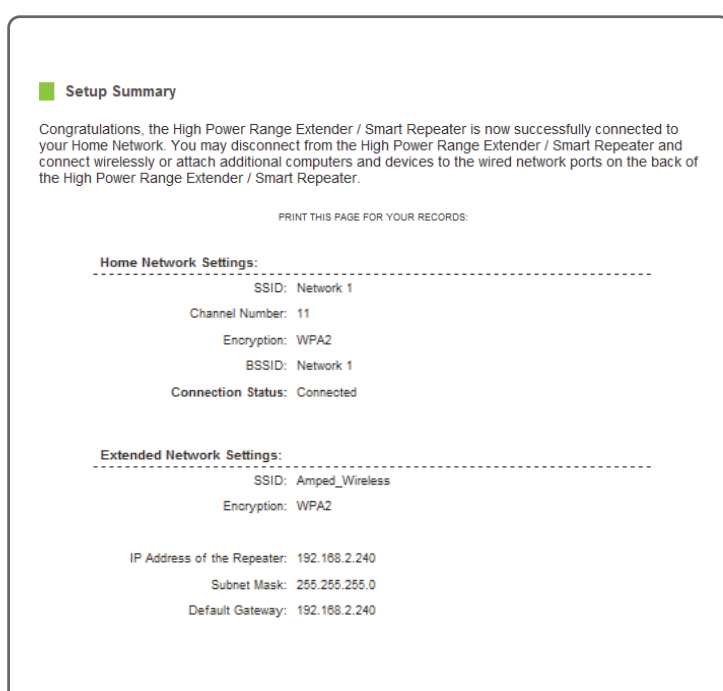 Setup Summary
Congratulations, the High Power Range Extender / Smart Repeater is now successfully connected to
your Home Network. You may disconnect from the High Power Range Extender / Smart Repeater and
connect wirelessly or attach additional computers and devices to the wired network ports on the back of
the High Power Range Extender / Smart Repeater.
PRINT THIS PAGE FOR YOUR RECORDS:
Home Network Settings:
SSID: Network 1
Channel Number: 11
Encryption: WPA2
BSSID: Network 1
Connection Status: Connected
Extended Network Settings:
SSID: Amped_Wireless
Encryption: WPA2
IP Address of the Repeater: 192.168.2.240
Subnet Mask: 255.255.255.0
Default Gateway: 192.168.2.240